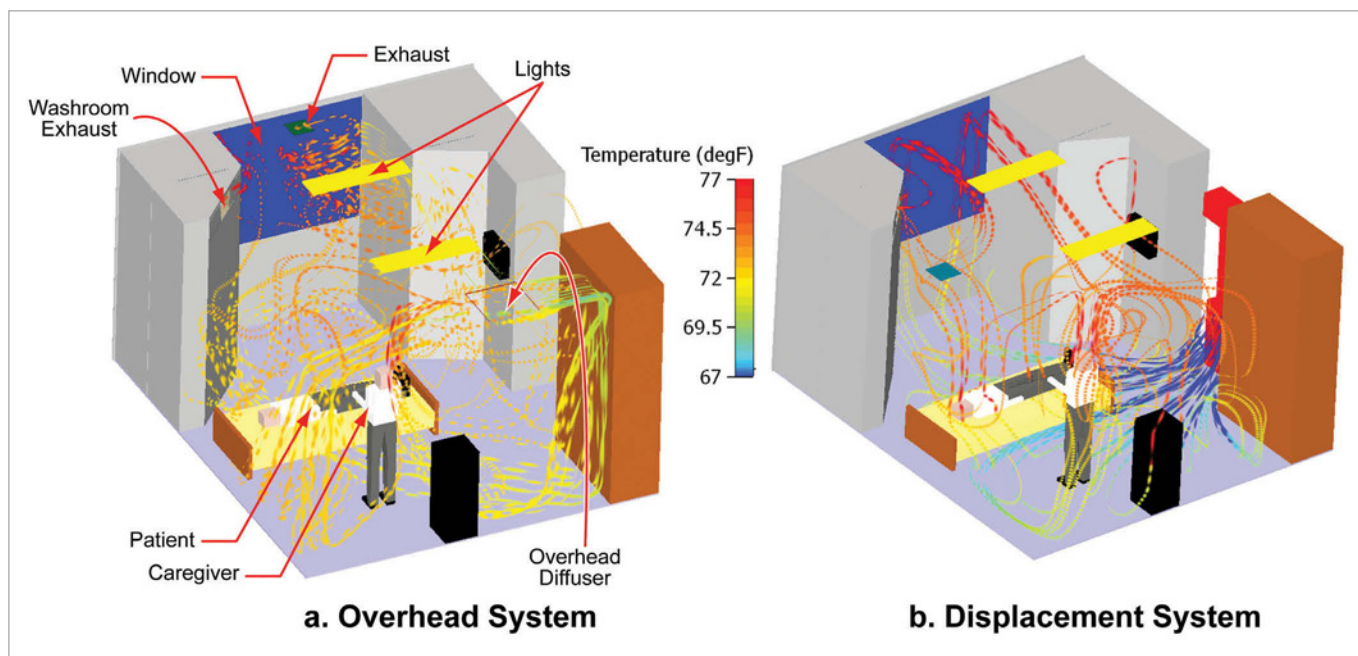 Exhaust
Window
Lights
Washroom
Exhaust
Temperature (degF)
77
74.5
72
69.5
67
Patient
Caregiver
Overhead
Diffuser
a. Overhead System
b. Displacement System